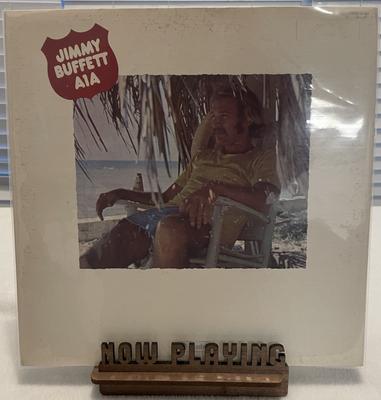 JIMMY
BUFFETT
A1A
NOW PLAYING